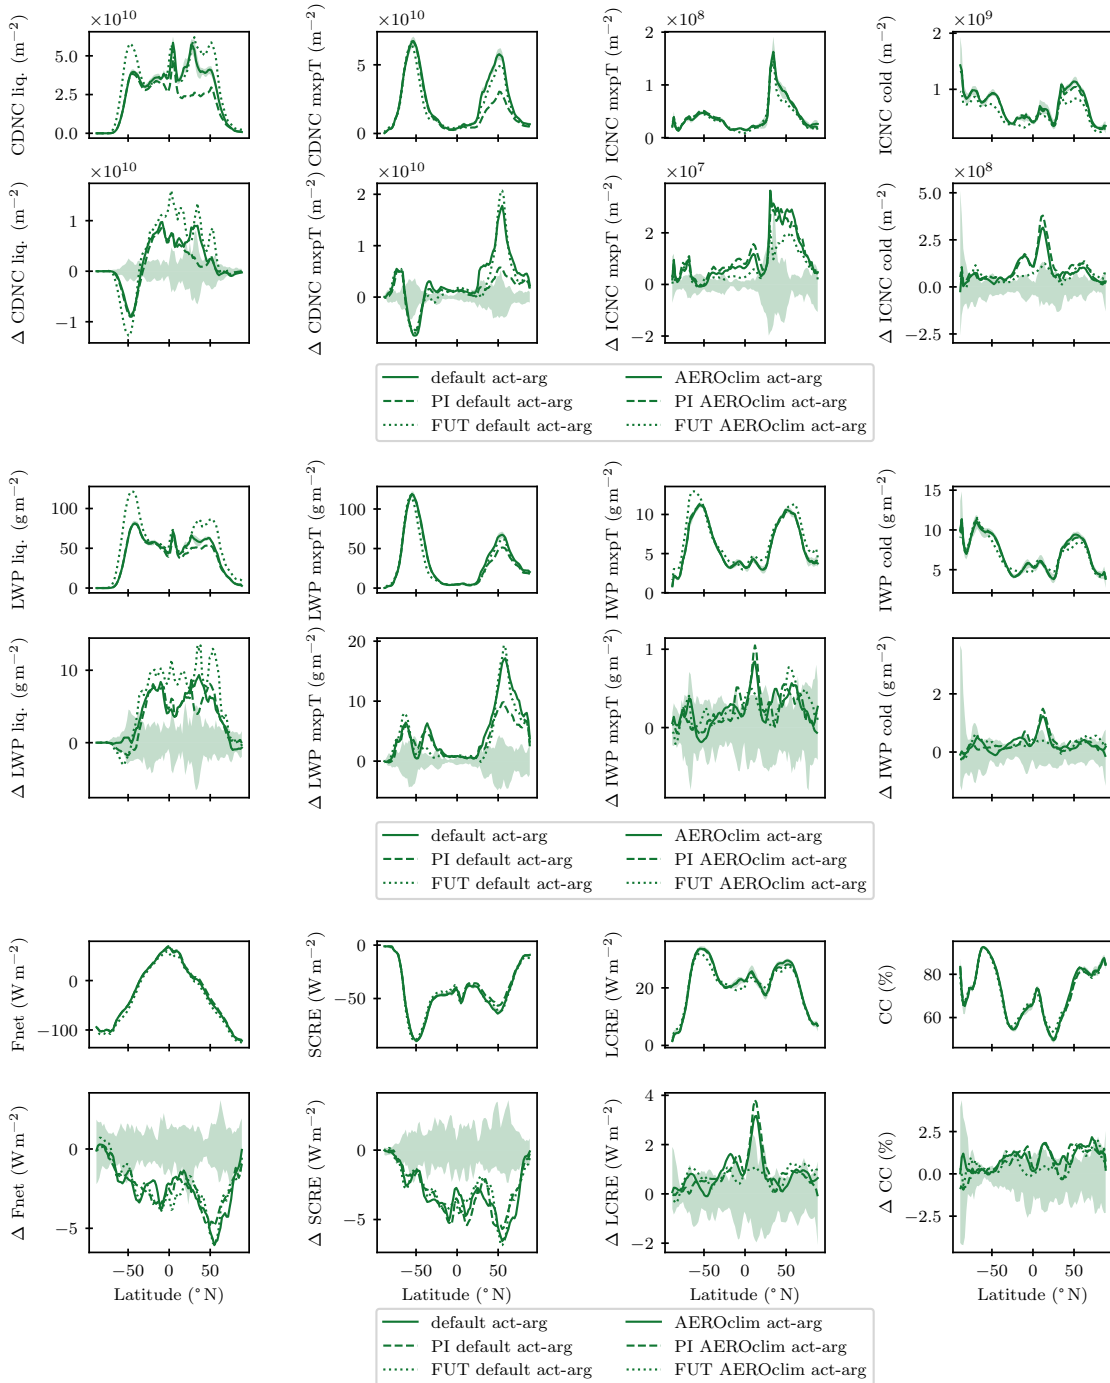 ×10^10 ×10^10 ×10^8 ×10^9
CDNC liq. (m^−2) 5.0 2.5 0.0
CDNC mxpT (m^−2) 5 0
ICNC mxpT (m^−2) 2 1 0
ICNC cold (m^−2) 2 1
×10^10 ×10^10 ×10^7 ×10^8
Δ CDNC liq. (m^−2) 1 0 −1
Δ CDNC mxpT (m^−2) 2 1 0
Δ ICNC mxpT (m^−2) 2 0 −2
Δ ICNC cold (m^−2) 5.0 2.5 0.0 −2.5
default act-arg AEROclim act-arg
PI default act-arg PI AEROclim act-arg
FUT default act-arg FUT AEROclim act-arg
LWP liq. (g m^−2) 100 50 0
LWP mxpT (g m^−2) 100 50 0
IWP mxpT (g m^−2) 10 5 0
IWP cold (g m^−2) 15 10 5
Δ LWP liq. (g m^−2) 10 0
Δ LWP mxpT (g m^−2) 20 10 0
Δ IWP mxpT (g m^−2) 1 0
Δ IWP cold (g m^−2) 2 0
default act-arg AEROclim act-arg
PI default act-arg PI AEROclim act-arg
FUT default act-arg FUT AEROclim act-arg
Fnet (W m^−2) 0 −100
SCRE (W m^−2) 0 −50
LCRE (W m^−2) 20 0
CC (%) 80 60
Δ Fnet (W m^−2) 0 −5
Δ SCRE (W m^−2) 0 −5
Δ LCRE (W m^−2) 4 2 0 −2
Δ CC (%) 2.5 0.0 −2.5
−50 0 50 −50 0 50 −50 0 50 −50 0 50
Latitude (°N) Latitude (°N) Latitude (°N) Latitude (°N)
default act-arg AEROclim act-arg
PI default act-arg PI AEROclim act-arg
FUT default act-arg FUT AEROclim act-arg